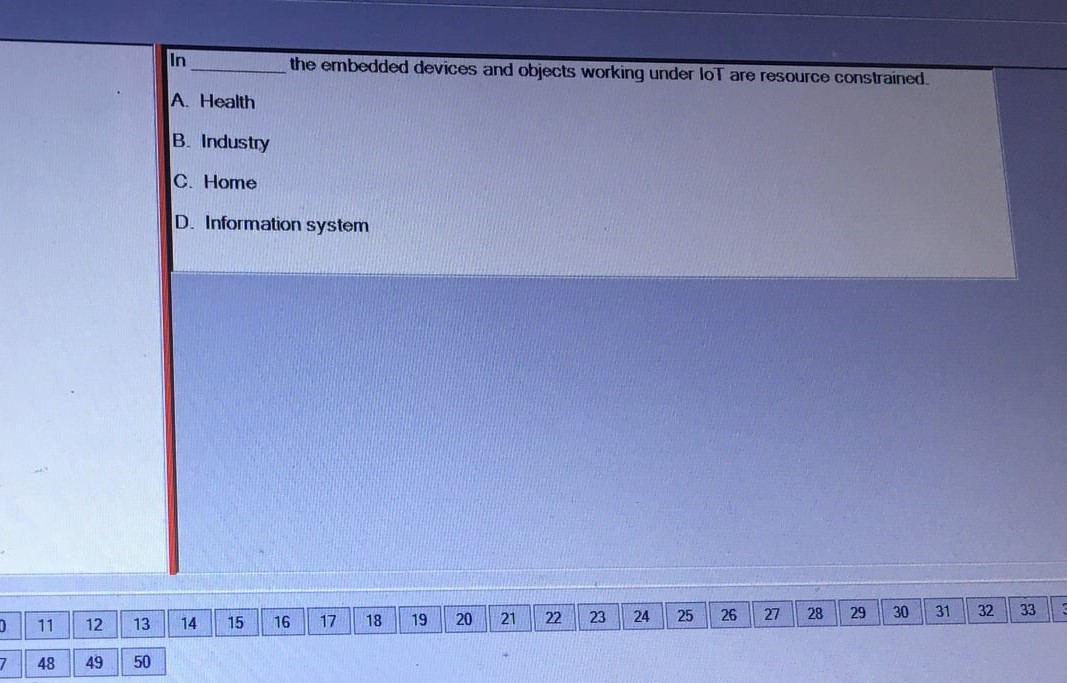 In ________ the embedded devices and objects working under IoT are resource constrained.
A. Health
B. Industry
C. Home
D. Information system
11 12 13 14 15 16 17 18 19 20 21 22 23 24 25 26 27 28 29 30 31 32 33
48 49 50